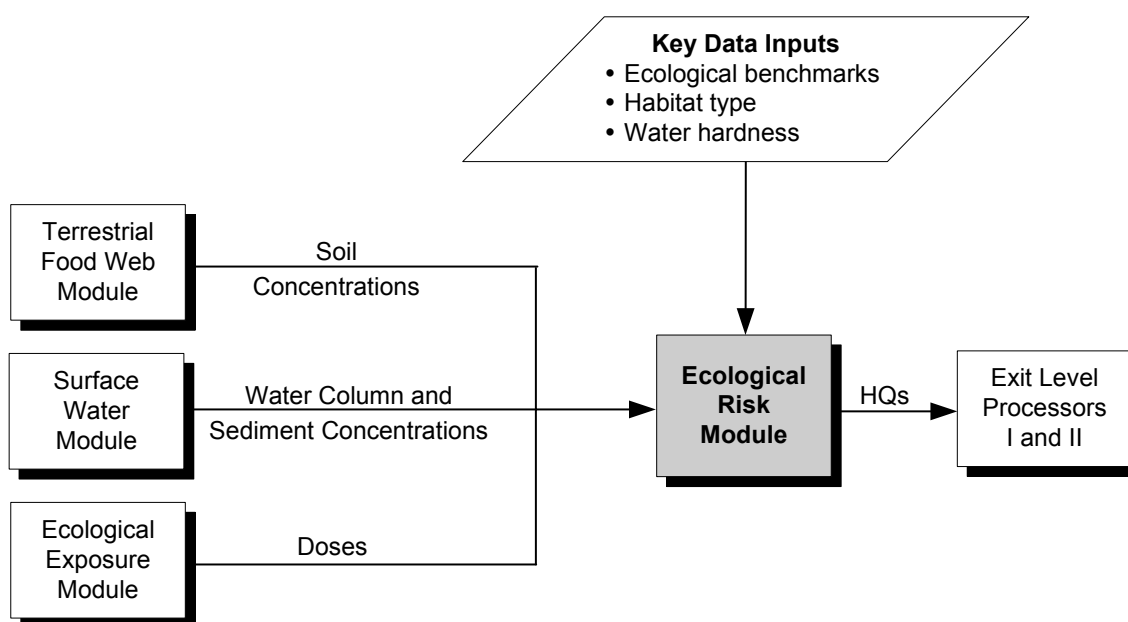 Key Data Inputs
• Ecological benchmarks
• Habitat type
• Water hardness
Terrestrial
Food Web
Module
Soil
Concentrations
Surface
Water
Module
Water Column and
Sediment Concentrations
Ecological
Risk
Module
HQs
Exit Level
Processors
I and II
Ecological
Exposure
Module
Doses